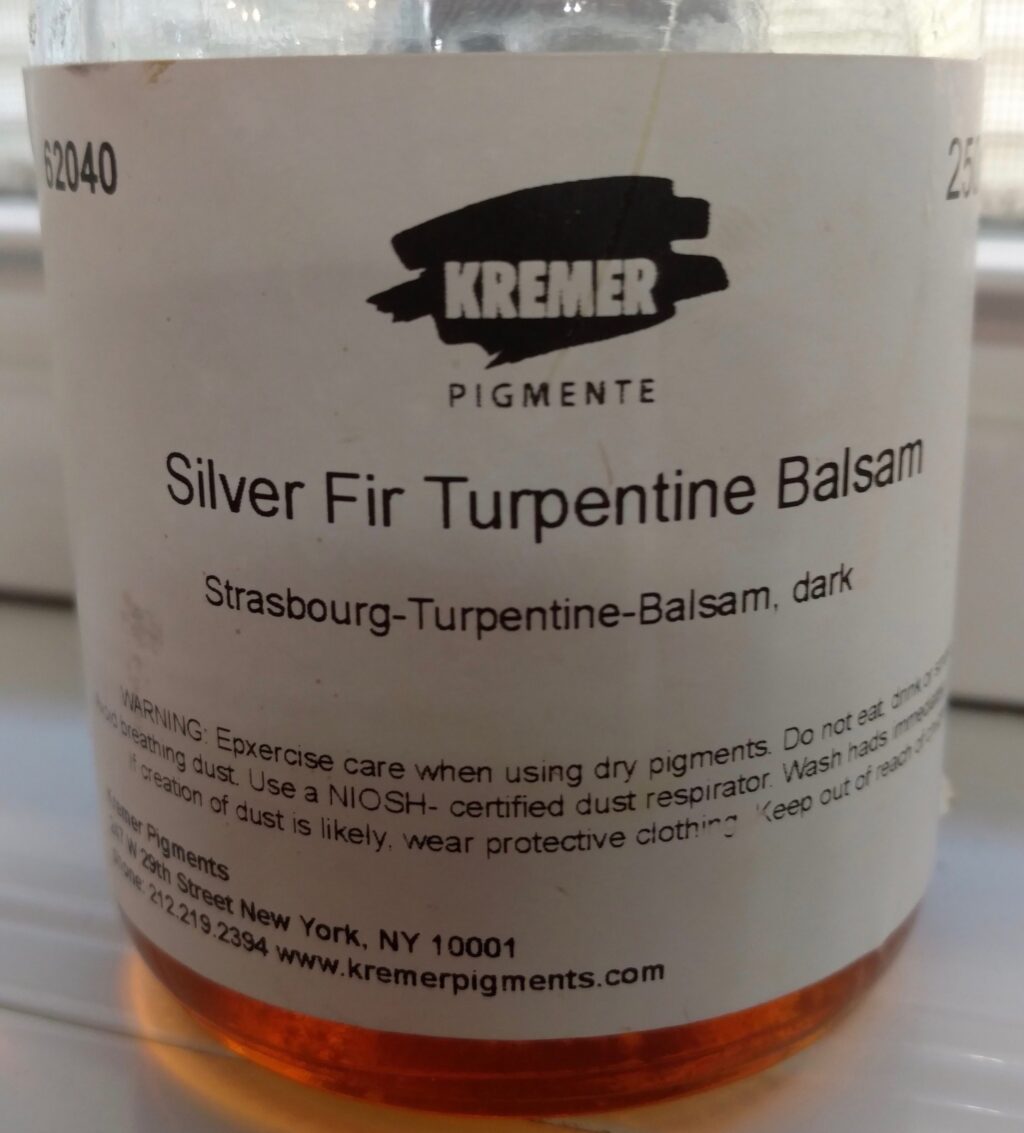 62040
KREMER
PIGMENTE
Silver Fir Turpentine Balsam
Strasbourg-Turpentine-Balsam, dark
WARNING: Epxercise care when using dry pigments. Do not eat, drink or
breathing dust. Use a NIOSH- certified dust respirator. Wash hads
if creation of dust is likely, wear protective clothing. Keep out of reach of
Kremer Pigments
247 W 29th Street New York, NY 10001
phone: 212.219.2394 www.kremerpigments.com